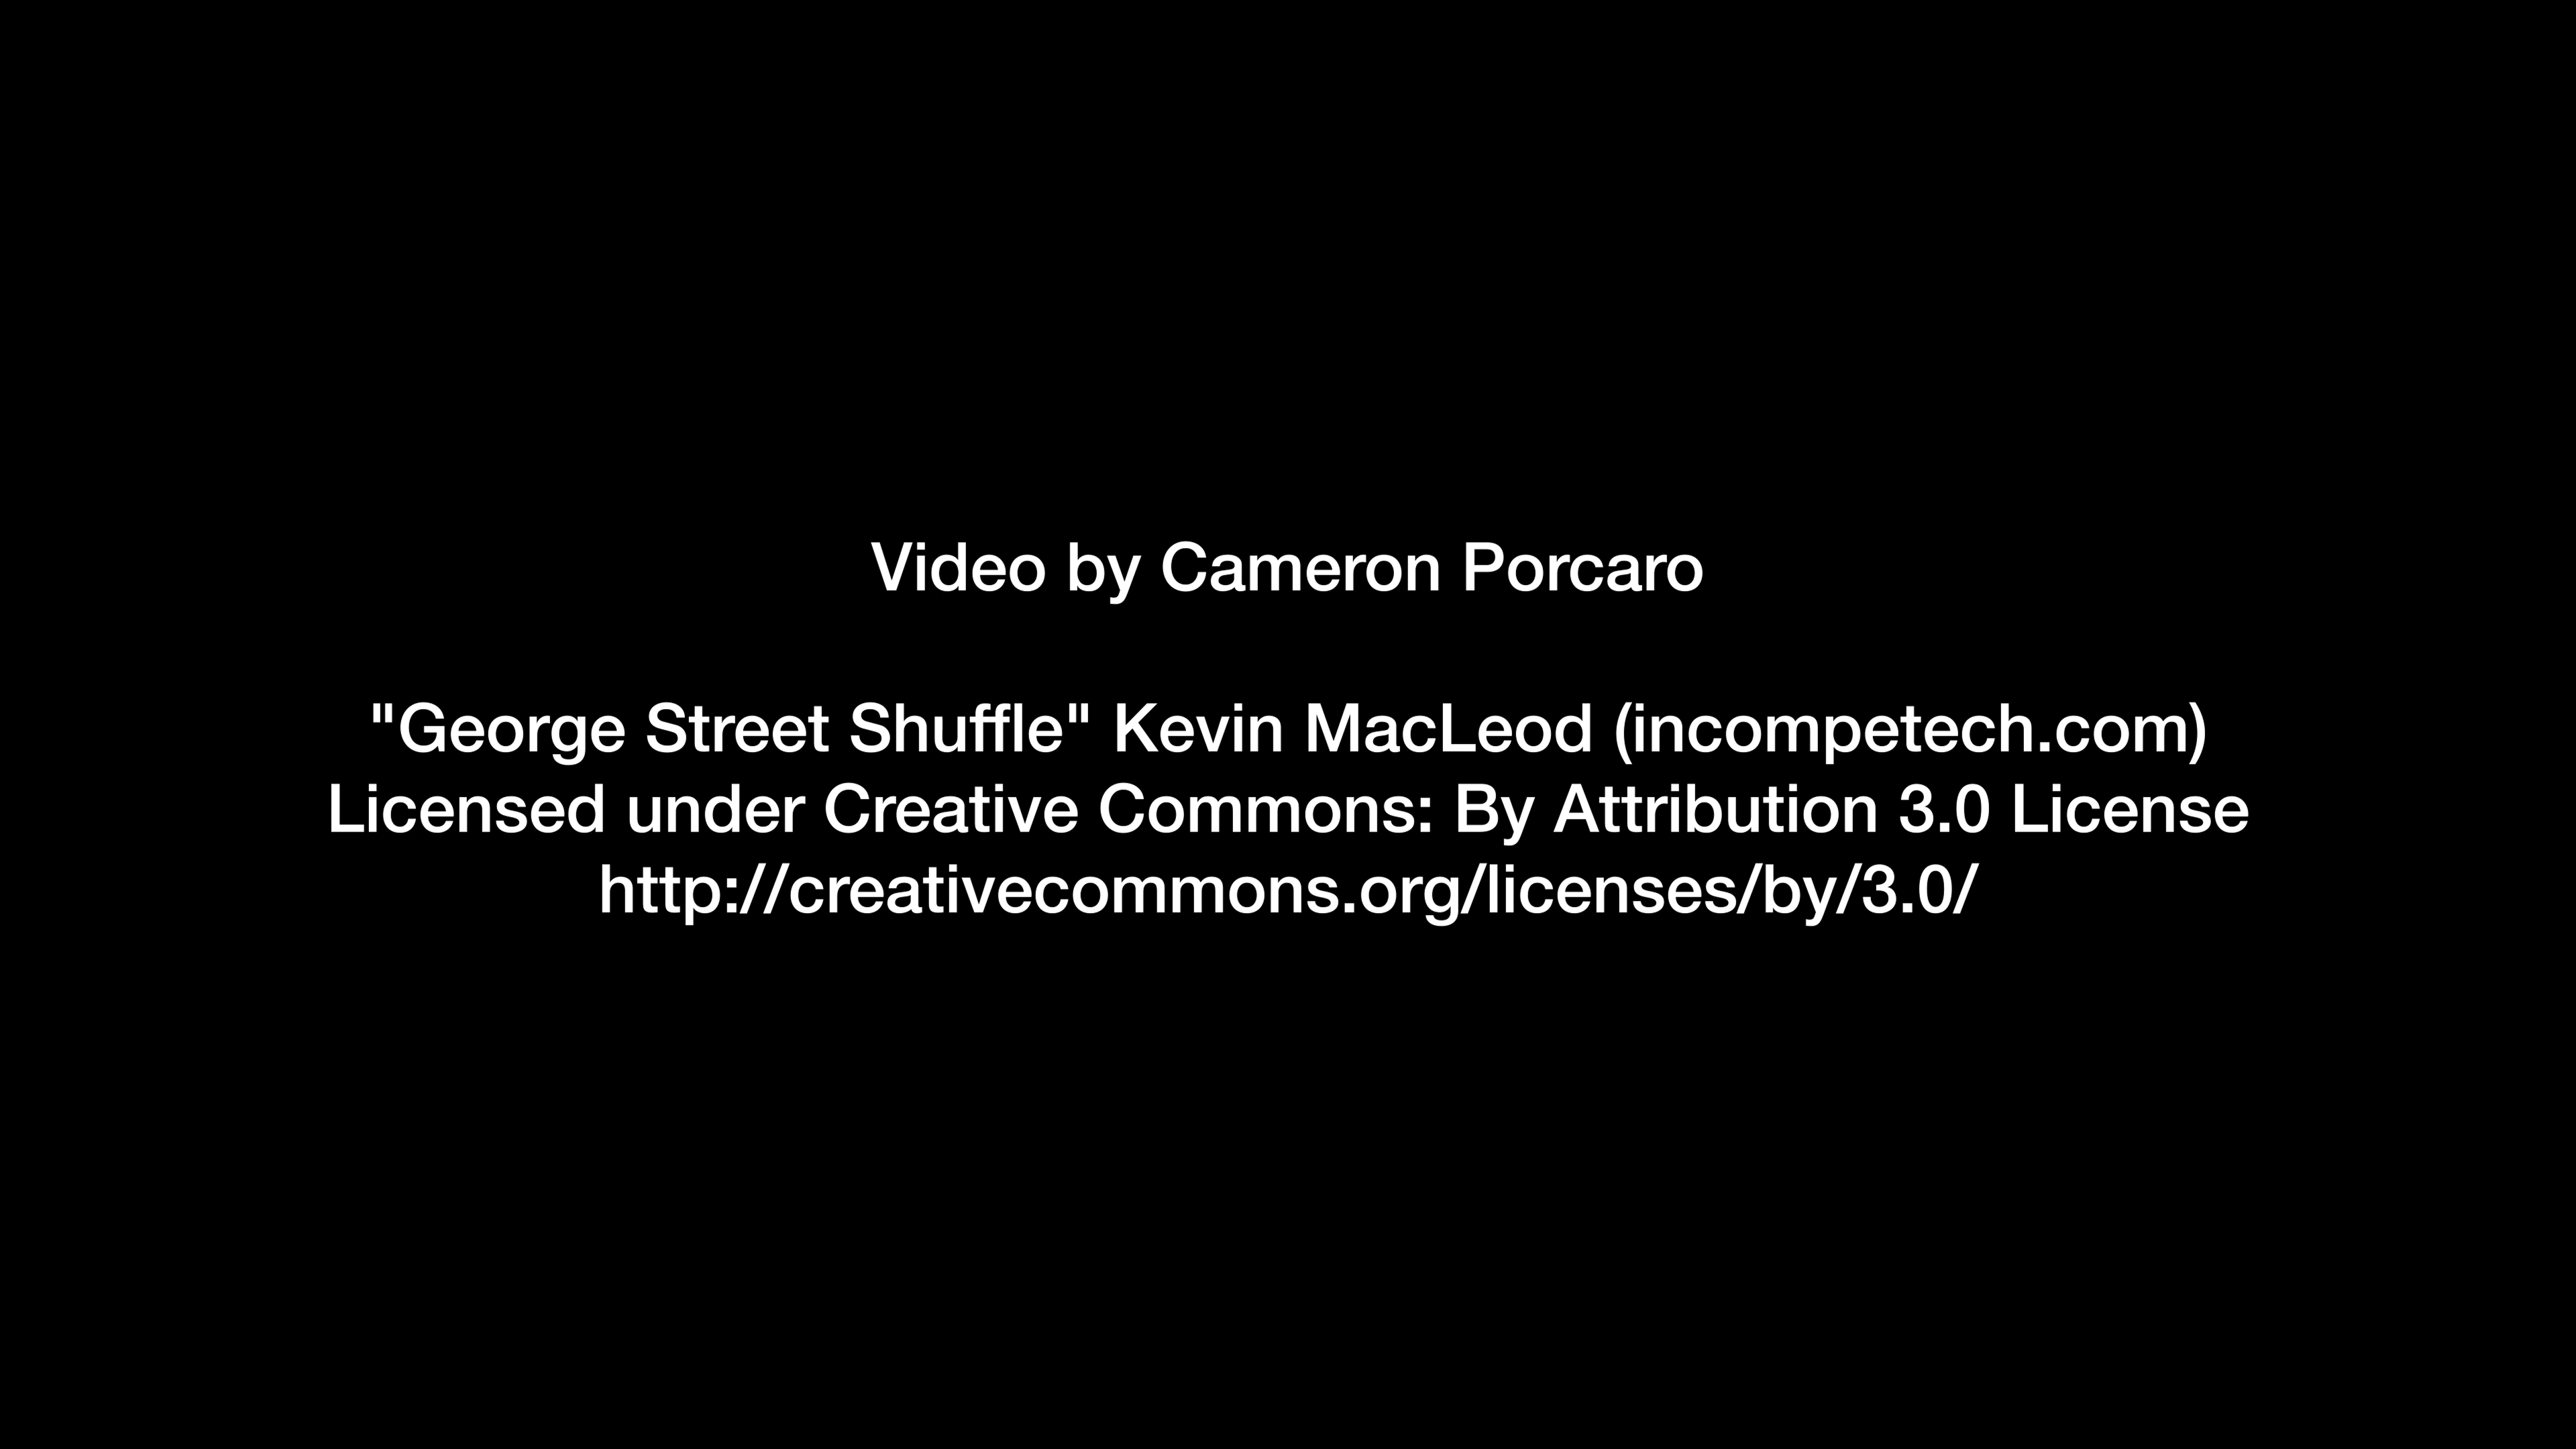 Video by Cameron Porcaro
"George Street Shuffle" Kevin MacLeod (incompetech.com)
Licensed under Creative Commons: By Attribution 3.0 License
http://creativecommons.org/licenses/by/3.0/